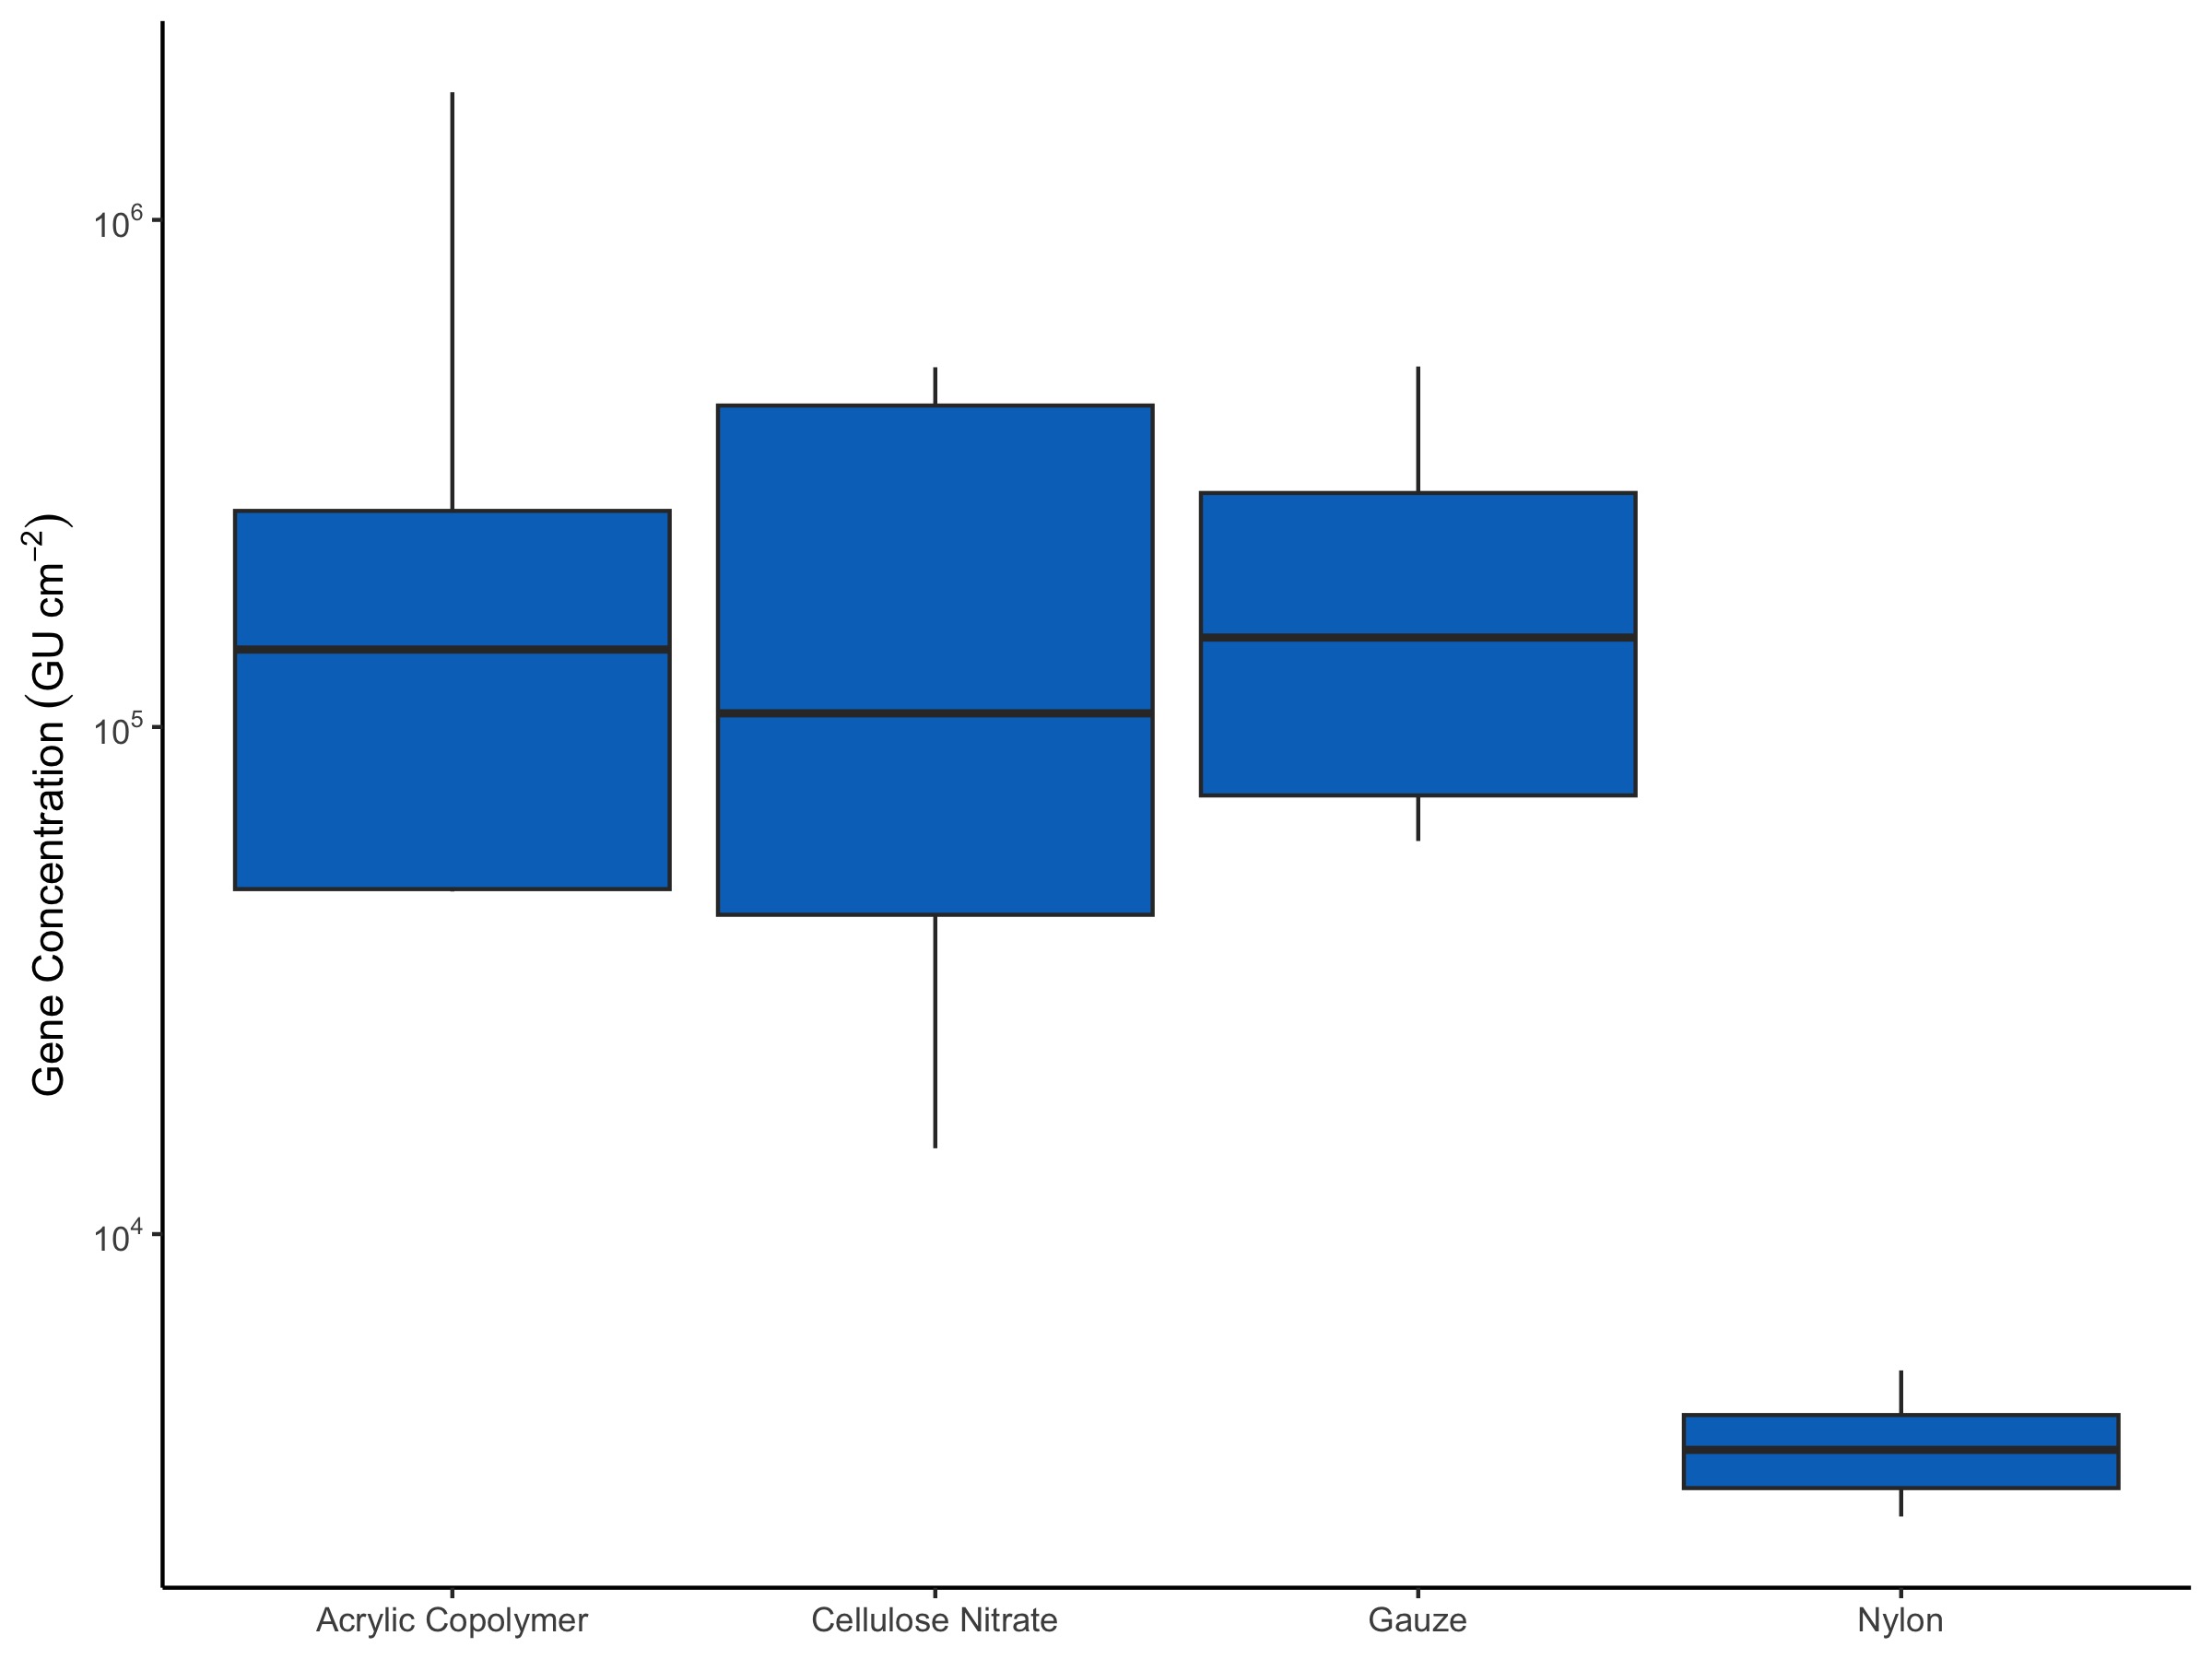 Gene Concentration (GU cm⁻²)
10⁶
10⁵
10⁴
Acrylic Copolymer
Cellulose Nitrate
Gauze
Nylon